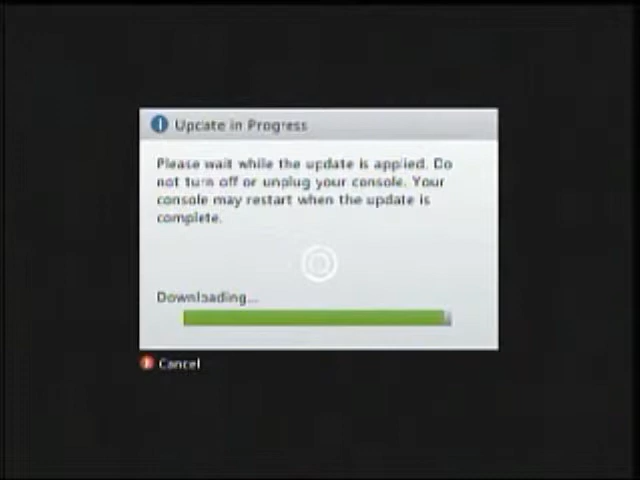 Update in Progress
Please wait while the update is applied. Do
not turn off or unplug your console. Your
console may restart when the update is
complete.
Downloading...
Cancel